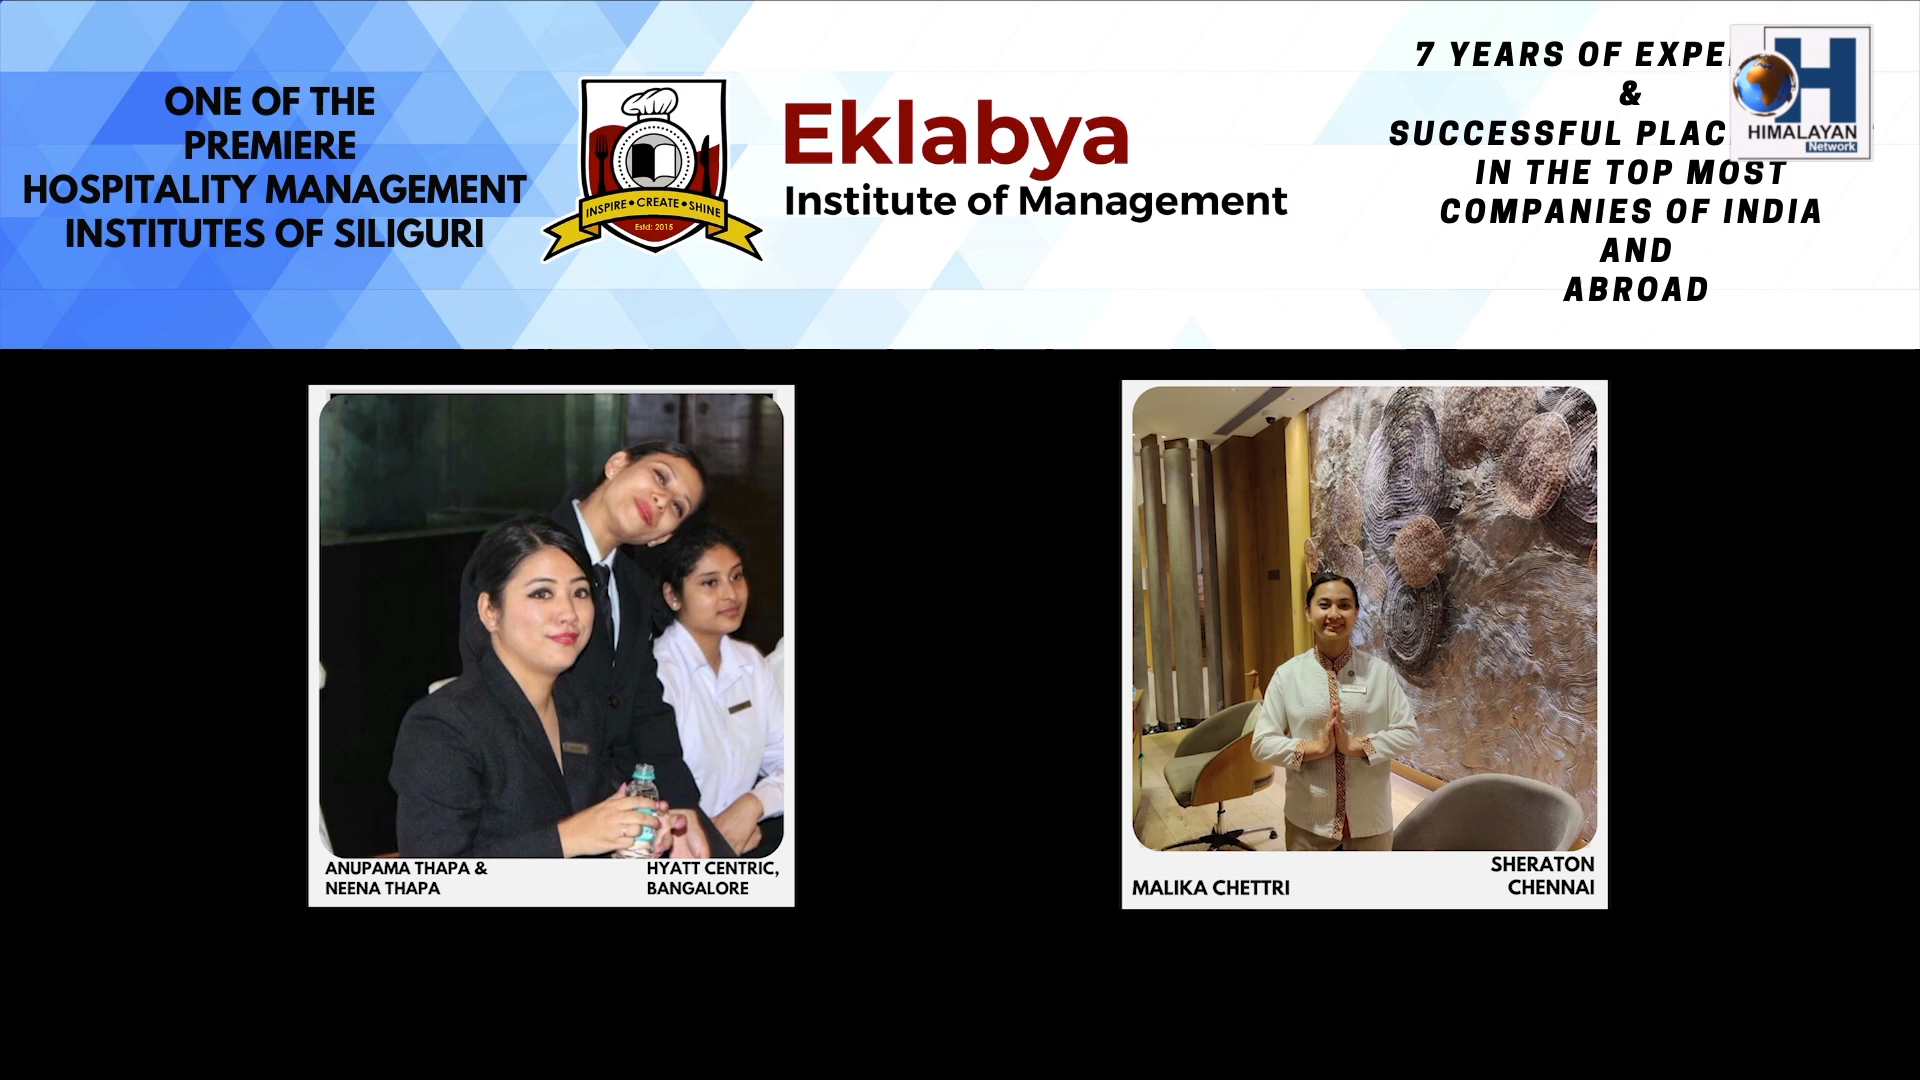 ONE OF THE
PREMIERE
HOSPITALITY MANAGEMENT
INSTITUTES OF SILIGURI
INSPIRE • CREATE • SHINE
Estd: 2015
Eklabya
Institute of Management
7 YEARS OF
&
SUCCESSFUL
IN THE TOP MOST
COMPANIES OF INDIA
AND
ABROAD
HIMALAYAN
Network
ANUPAMA THAPA &
NEENA THAPA
HYATT CENTRIC,
BANGALORE
MALIKA CHETTRI
SHERATON
CHENNAI